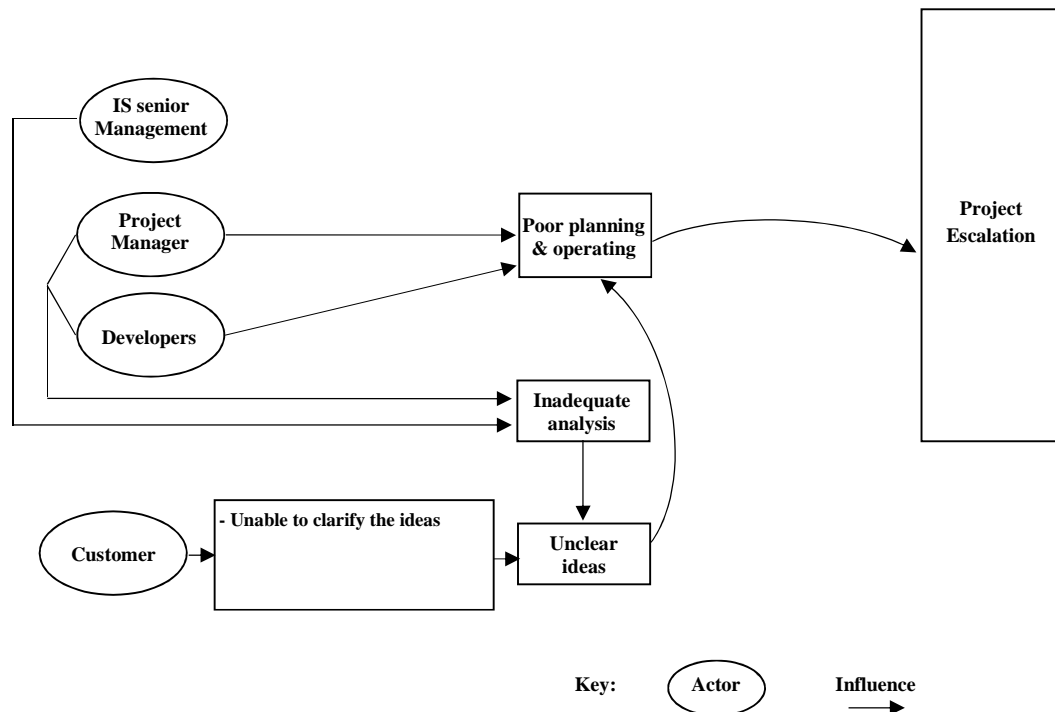 IS senior
Management
Project
Manager
Poor planning
& operating
Project
Escalation
Developers
Inadequate
analysis
- Unable to clarify the ideas
Customer
Unclear
ideas
Key:
Actor
Influence